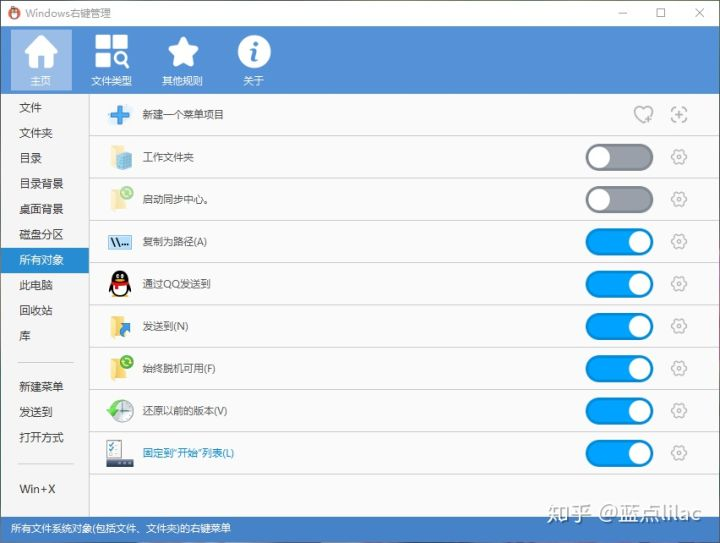 Windows右键管理
主页
文件类型
其他规则
关于
文件
文件夹
目录
目录背景
桌面背景
磁盘分区
所有对象
此电脑
回收站
库
新建菜单
发送到
打开方式
Win+X
新建一个菜单项目
工作文件夹
启动同步中心。
\\...
复制为路径(A)
通过QQ发送到
发送到(N)
始终脱机可用(F)
还原以前的版本(V)
固定到"开始"列表(L)
知乎 @蓝点lilac
所有文件系统对象(包括文件、文件夹)的右键菜单